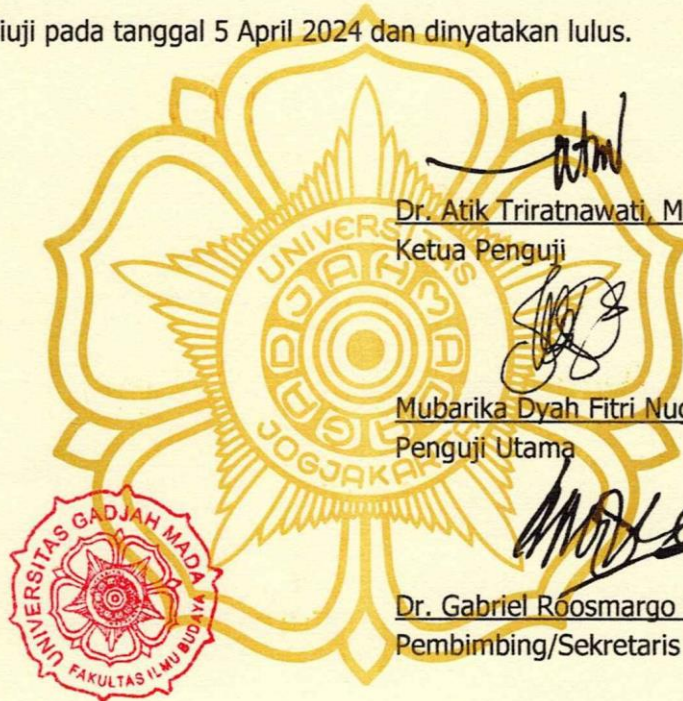 iuji pada tanggal 5 April 2024 dan dinyatakan lulus.
Dr. Atik Triratnawati, M
Ketua Penguji
UNIVERSITAS
GADJAH MADA
JOGJAKARTA
Mubarika Dyah Fitri Nug
Penguji Utama
Dr. Gabriel Roosmargo
Pembimbing/Sekretaris
UNIVERSITAS GADJAH MADA
FAKULTAS ILMU BUDAYA